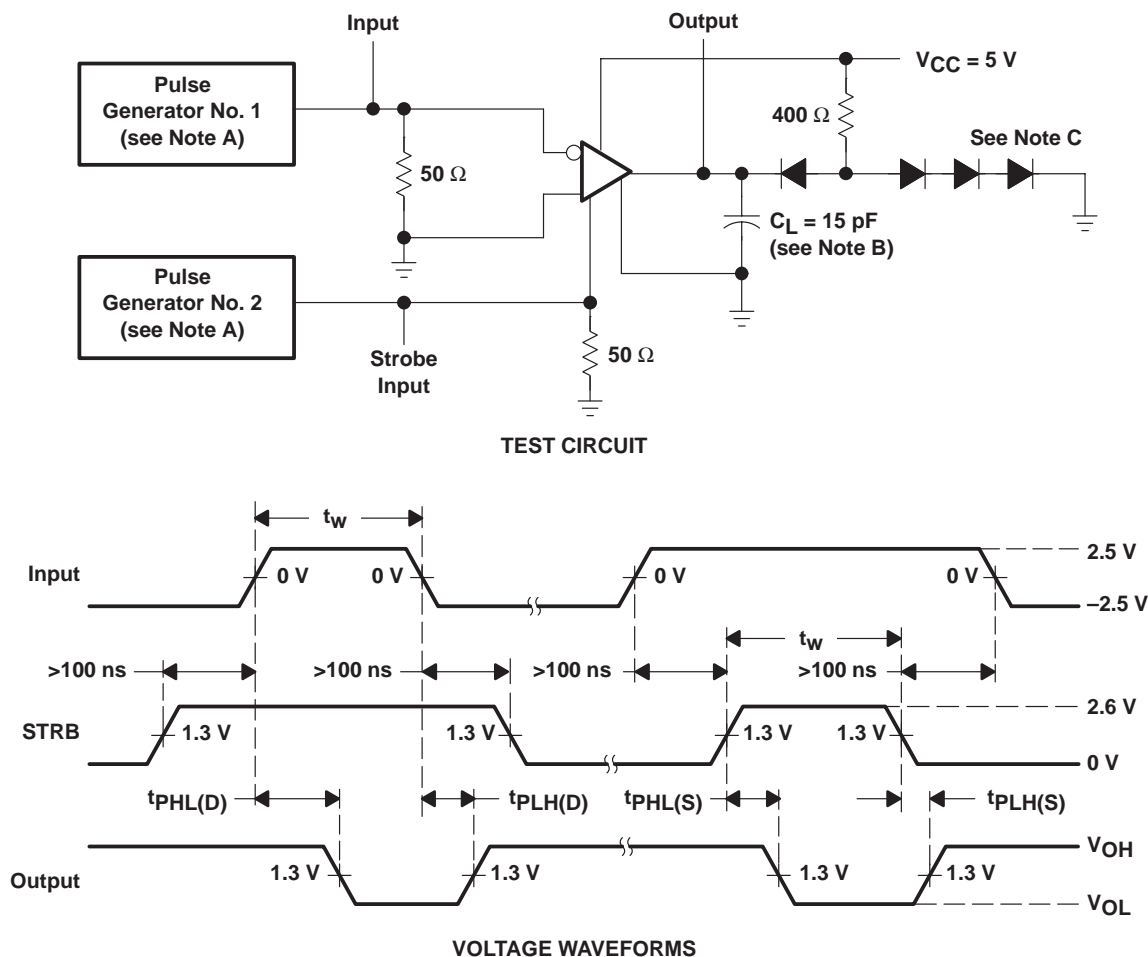 Input
Output
Pulse
Generator No. 1
(see Note A)
VCC = 5 V
400 Ω
See Note C
50 Ω
CL = 15 pF
(see Note B)
Pulse
Generator No. 2
(see Note A)
Strobe
Input
50 Ω
TEST CIRCUIT
tw
Input
0 V
0 V
0 V
0 V
2.5 V
–2.5 V
tw
>100 ns
>100 ns
>100 ns
>100 ns
STRB
1.3 V
1.3 V
1.3 V
1.3 V
2.6 V
0 V
tPHL(D)
tPLH(D)
tPHL(S)
tPLH(S)
Output
1.3 V
1.3 V
1.3 V
1.3 V
VOH
VOL
VOLTAGE WAVEFORMS